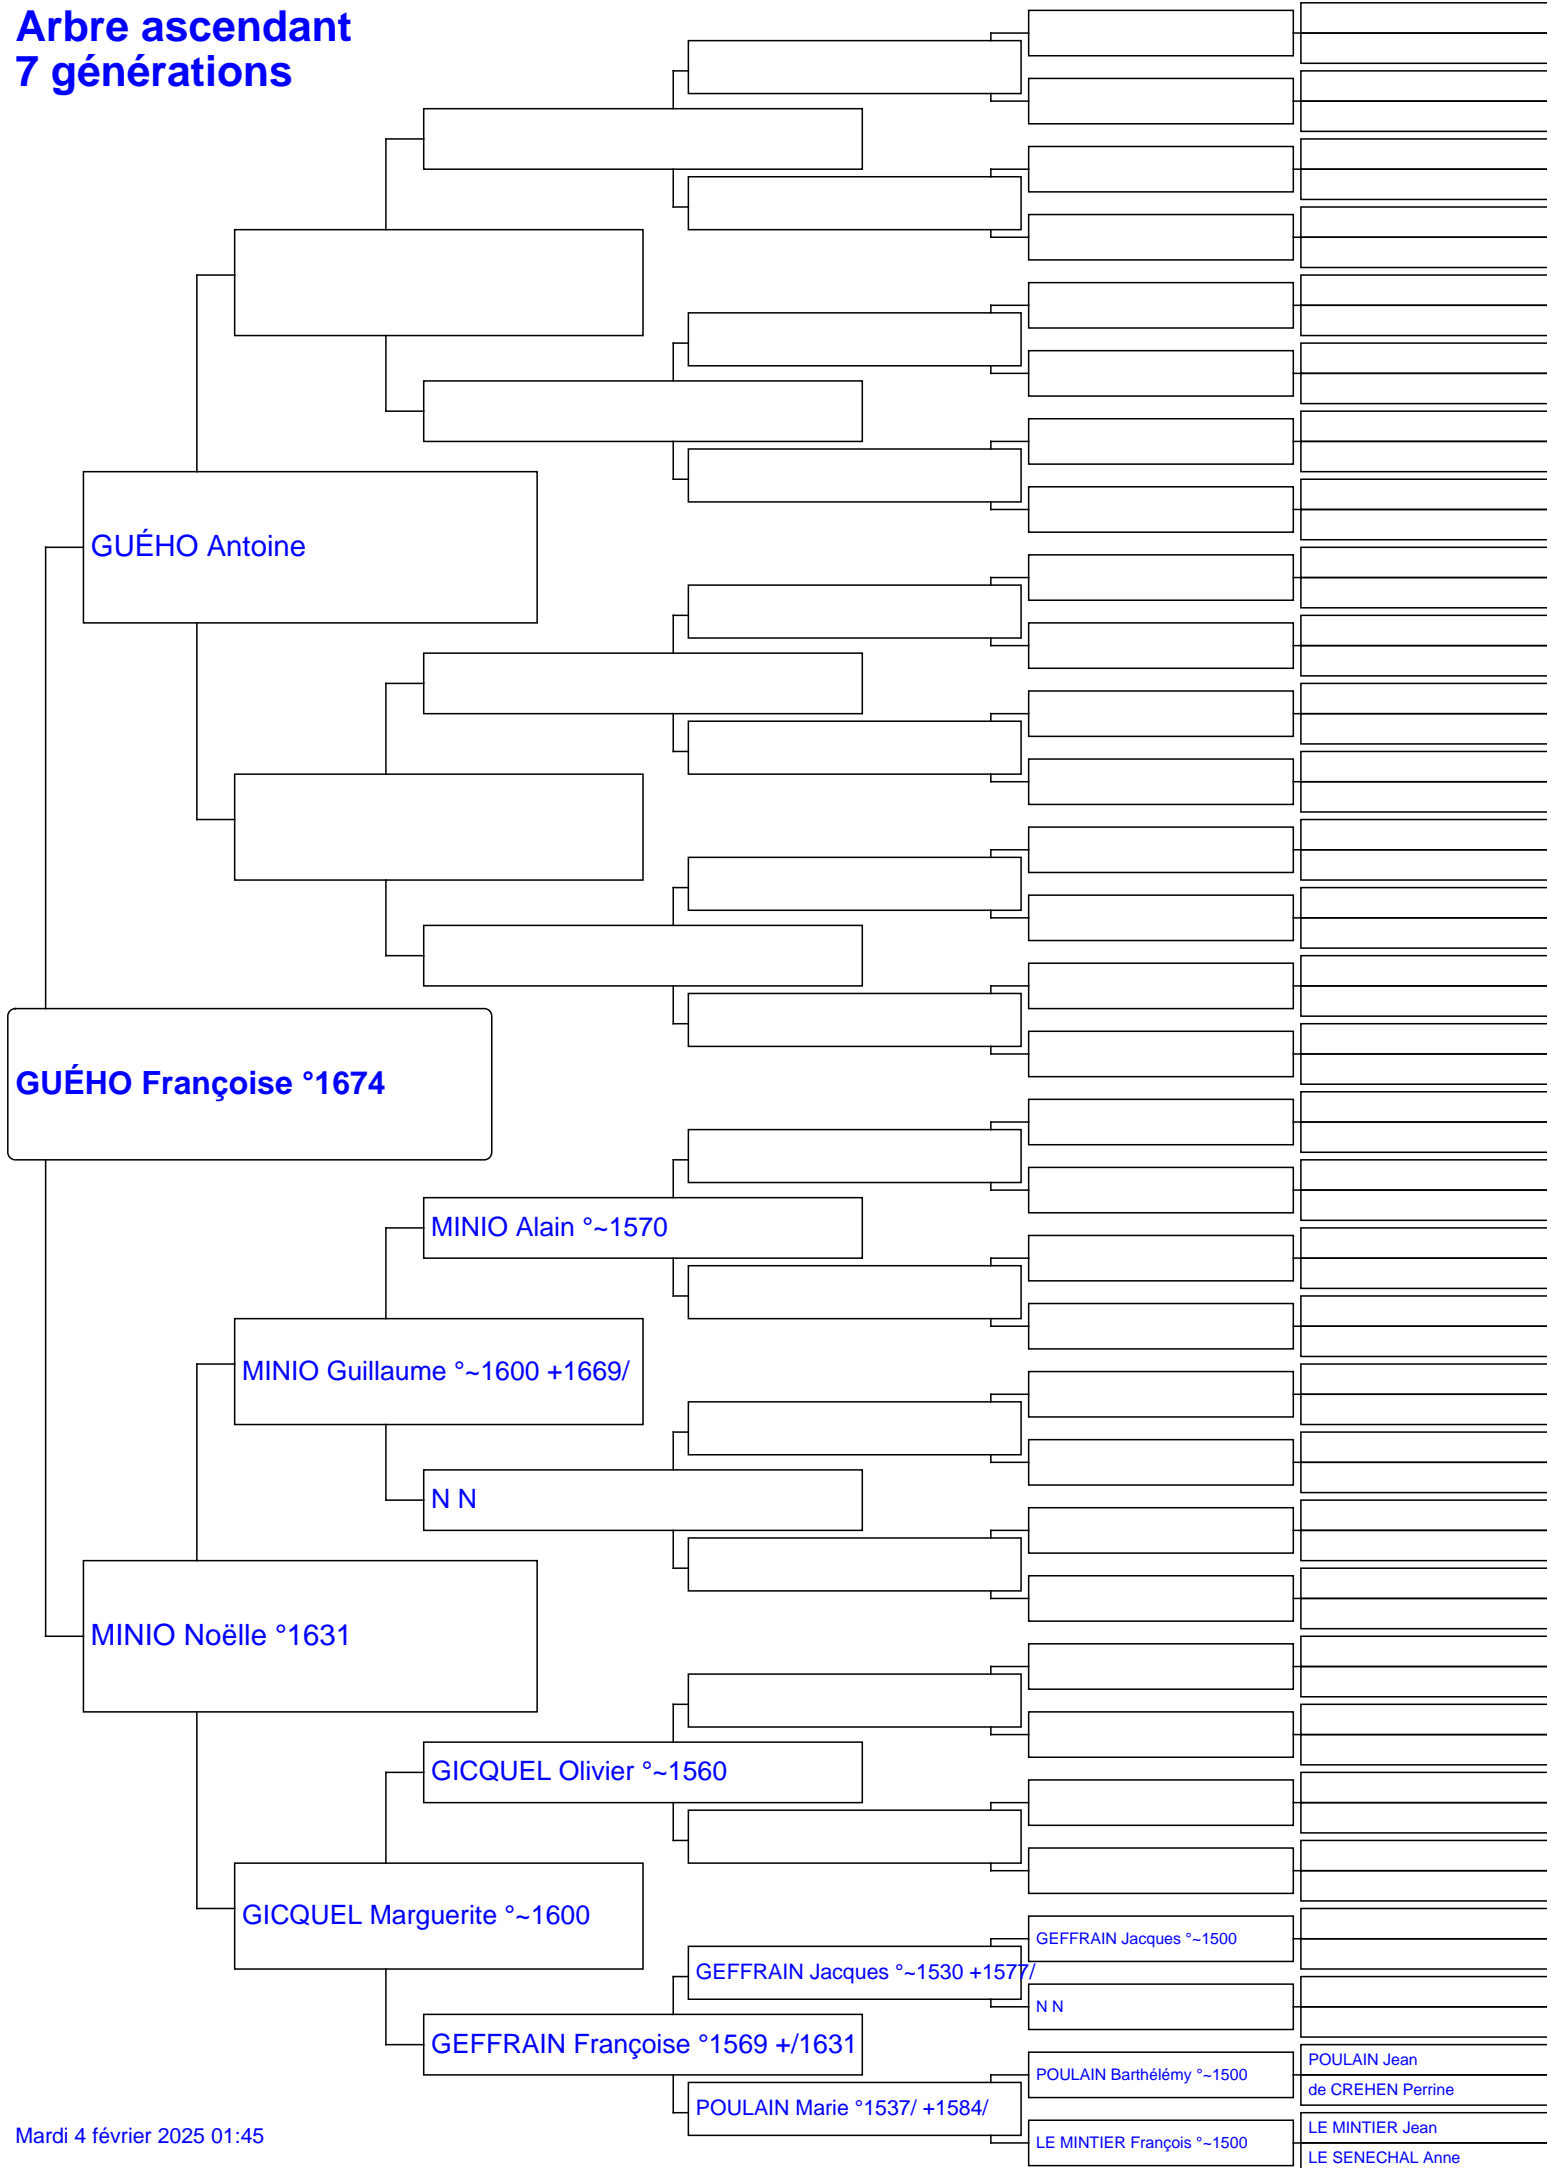 Arbre ascendant
7 générations
GUÉHO Antoine
GUÉHO Françoise °1674
MINIO Alain °~1570
MINIO Guillaume °~1600 +1669/
N N
MINIO Noëlle °1631
GICQUEL Olivier °~1560
GICQUEL Marguerite °~1600
GEFFRAIN Jacques °~1500
GEFFRAIN Jacques °~1530 +1577/
N N
GEFFRAIN Françoise °1569 +/1631
POULAIN Jean
POULAIN Barthélémy °~1500
de CREHEN Perrine
POULAIN Marie °1537/ +1584/
LE MINTIER Jean
LE MINTIER François °~1500
LE SENECHAL Anne
Mardi 4 février 2025 01:45